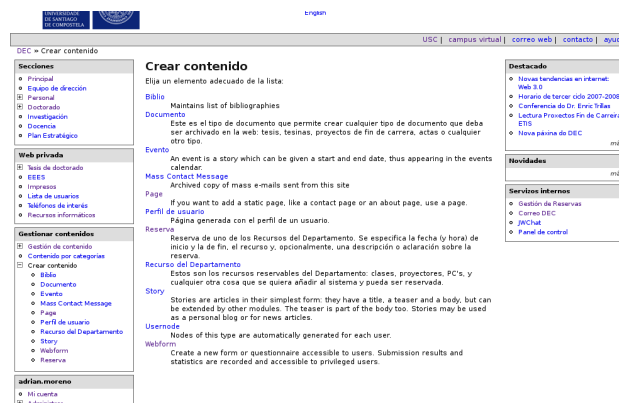 UNIVERSIDADE
DE SANTIAGO
DE COMPOSTELA
English
USC | campus virtual | correo web | contacto |
DEC » Crear contenido
Secciones
Principal
Equipo de dirección
Personal
Doctorado
Investigación
Docencia
Plan Estratégico
Web privada
Tesis de doctorado
EEES
Impresos
Lista de usuarios
Teléfonos de interés
Recursos informáticos
Gestionar contenidos
Gestión de contenido
Contenido por categorias
Crear contenido
Biblio
Documento
Evento
Mass Contact Message
Page
Perfil de usuario
Recurso del Departamento
Story
Webform
Reserva
adrian.moreno
Mi cuenta
Crear contenido
Elija un elemento adecuado de la lista:
Biblio
Maintains list of bibliographies
Documento
Este es el tipo de documento que permite crear cualquier tipo de documento que deba
ser archivado en la web: tesis, tesinas, proyectos de fin de carrera, actas o cualquier
otro tipo.
Evento
An event is a story which can be given a start and end date, thus appearing in the events
calendar.
Mass Contact Message
Archived copy of mass e-mails sent from this site
Page
If you want to add a static page, like a contact page or an about page, use a page.
Perfil de usuario
Página generada con el perfil de un usuario.
Reserva
Reserva de uno de los Recursos del Departamento. Se especifica la fecha (y hora) de
inicio y la de fin, el recurso y, opcionalmente, una descripción o aclaración sobre la
reserva.
Recurso del Departamento
Estos son los recursos reservables del Departamento: clases, proyectores, PC's, y
cualquier otra cosa que se quiera añadir al sistema y pueda ser reservada.
Story
Stories are articles in their simplest form: they have a title, a teaser and a body, but can
be extended by other modules. The teaser is part of the body too. Stories may be used
as a personal blog or for news articles.
Usernode
Nodes of this type are automatically generated for each user.
Webform
Create a new form or questionnaire accessible to users. Submission results and
statistics are recorded and accessible to privileged users.
Destacado
Novas tendencias en internet:
Web 3.0
Horario de tercer ciclo 2007-2008
Conferencia do Dr. Enric Trillas
Lectura Proxectos Fin de Carreira
ETIS
Nova páxina do DEC
Novidades
Servizos internos
Gestión de Reservas
Correo DEC
JWChat
Panel de control